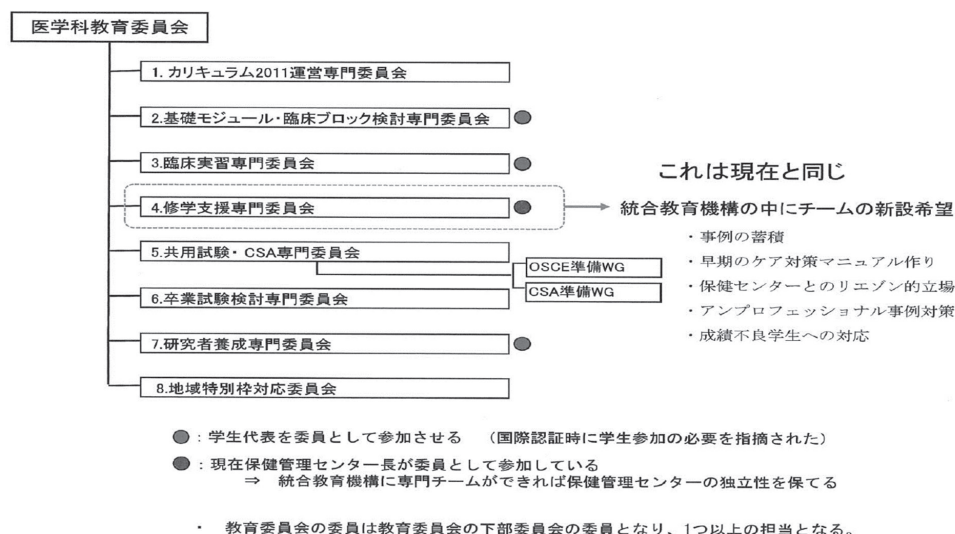 医学科教育委員会
1. カリキュラム2011運営専門委員会
2.基礎モジュール・臨床ブロック検討専門委員会
3.臨床実習専門委員会
4.修学支援専門委員会
5.共用試験・CSA専門委員会
OSCE準備WG
CSA準備WG
6.卒業試験検討専門委員会
7.研究者養成専門委員会
8.地域特別枠対応委員会
これは現在と同じ
統合教育機構の中にチームの新設希望
・事例の蓄積
・早期のケア対策マニュアル作り
・保健センターとのリエゾン的立場
・アンプロフェッショナル事例対策
・成績不良学生への対応
：学生代表を委員として参加させる （国際認証時に学生参加の必要を指摘された）
：現在保健管理センター長が委員として参加している
⇒ 統合教育機構に専門チームができれば保健管理センターの独立性を保てる
・ 教育委員会の委員は教育委員会の下部委員会の委員となり、1つ以上の担当となる。